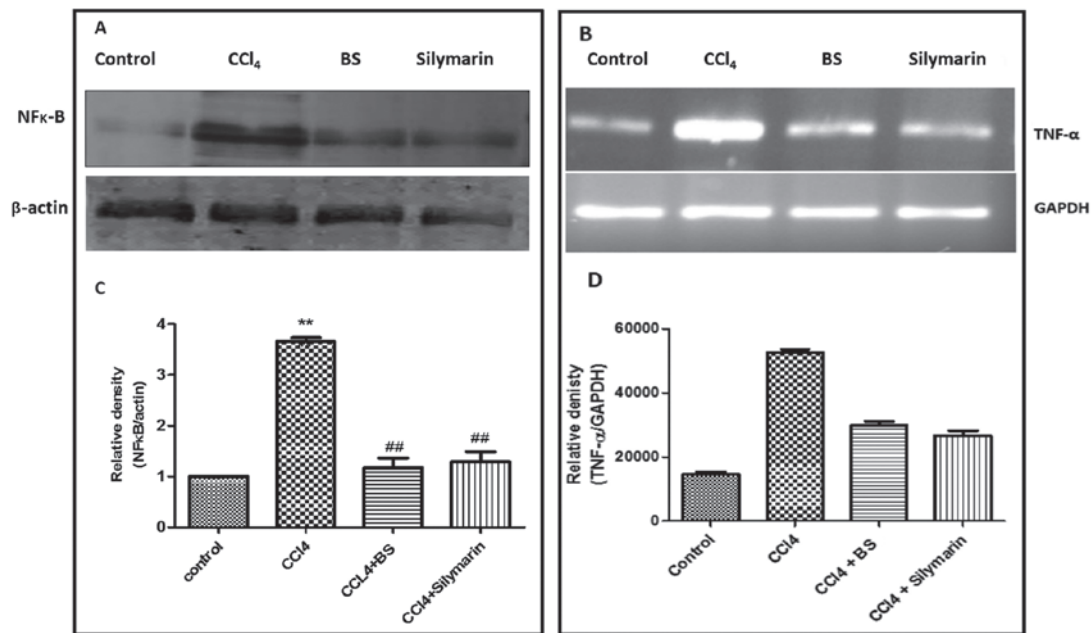 A
Control CCl₄ BS Silymarin
NFκ-B
β-actin
B
Control CCl₄ BS Silymarin
TNF-α
GAPDH
C
Relative density
(NFκB/actin)
4
3
2
1
0
**
##
##
control
CCl4
CCL4+BS
CCl4+Silymarin
D
Relative denisty
(TNF-α/GAPDH)
60000
40000
20000
0
Control
CCl4
CCl4 + BS
CCl4 + Silymarin